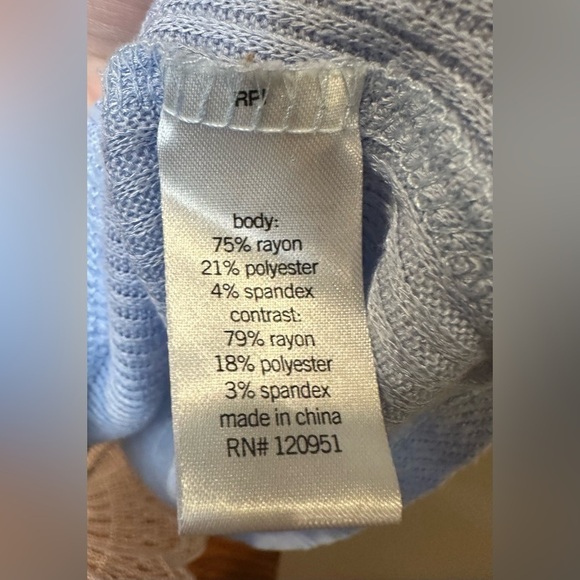 body:
75% rayon
21% polyester
4% spandex
contrast:
79% rayon
18% polyester
3% spandex
made in china
RN# 120951